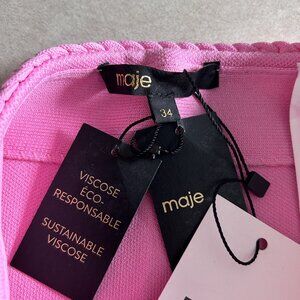 maje
34
VISCOSE
ÉCO-
RESPONSABLE
SUSTAINABLE
VISCOSE
maje